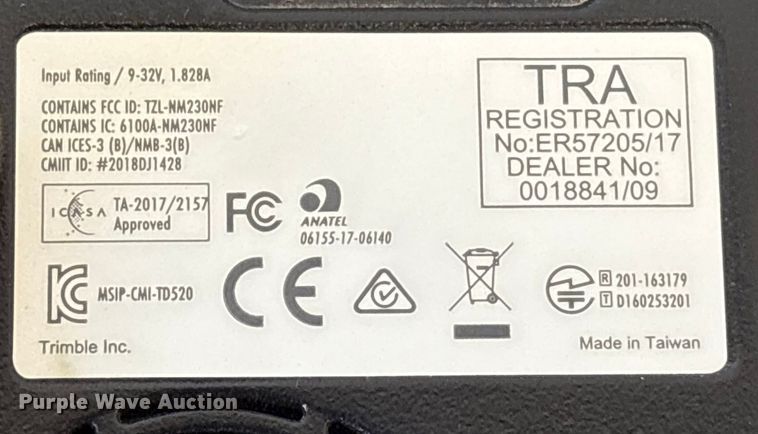 Input Rating / 9-32V, 1.828A
CONTAINS FCC ID: TZL-NM230NF
CONTAINS IC: 6100A-NM230NF
CAN ICES-3 (B)/NMB-3(B)
CMIIT ID: #2018DJ1428
TRA
REGISTRATION
No:ER57205/17
DEALER No:
0018841/09
ICASA
TA-2017/2157
Approved
FC
ANATEL
06155-17-06140
MSIP-CMI-TD520
CE
R 201-163179
T D160253201
Trimble Inc.
Made in Taiwan
Purple Wave Auction